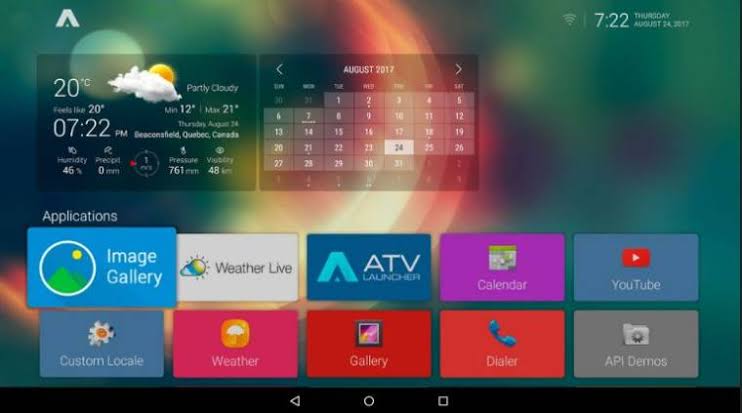 7:22 THURSDAY
AUGUST 24, 2017
20°C
Partly Cloudy
Feels like 20° Min 12° | Max 21°
07:22 PM
Thursday, August 24
Beaconsfield, Quebec, Canada
Humidity Precipit. 1 Pressure Visibility
46 % 0 mm m/s 761 mm 48 km
AUGUST 2017
SUN MON TUE WED THU FRI SAT
30 31 1 2 3 4 5
6 7 8 9 10 11 12
13 14 15 16 17 18 19
20 21 22 23 24 25 26
27 28 29 30 31 1 2
3 4 5 6 7 8 9
Applications
Image
Gallery
Weather Live
ATV
LAUNCHER
Calendar
YouTube
Custom Locale
Weather
Gallery
Dialer
API Demos